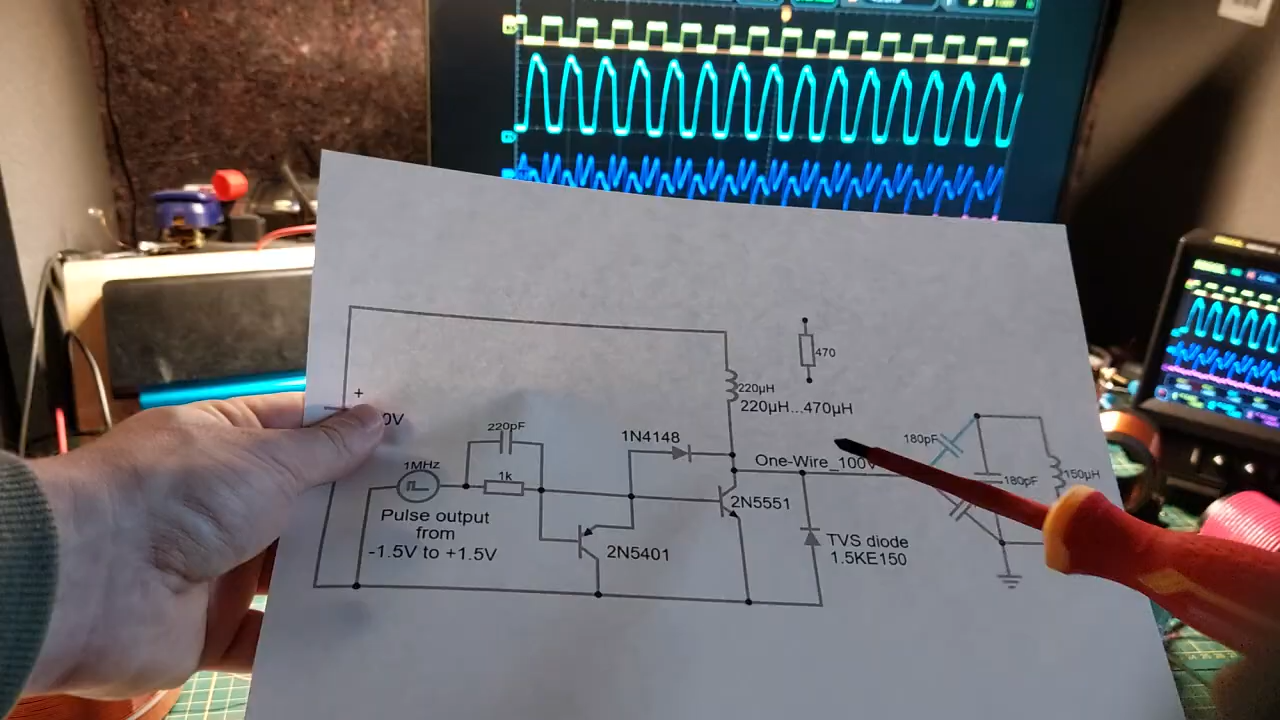 470
220µH
220µH...470µH
+
0V
220pF
1N4148
180pF
One-Wire_100V
1MHz
1k
180pF
150µH
2N5551
Pulse output
from
-1.5V to +1.5V
2N5401
TVS diode
1.5KE150